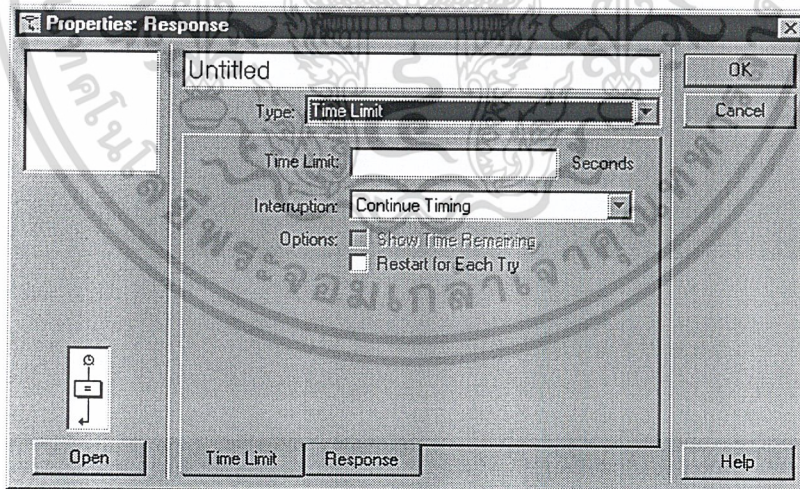 Properties: Response
Untitled
OK
Type: Time Limit
Cancel
Time Limit: Seconds
Interruption: Continue Timing
Options: Show Time Remaining
Restart for Each Try
=
Open
Time Limit Response
Help